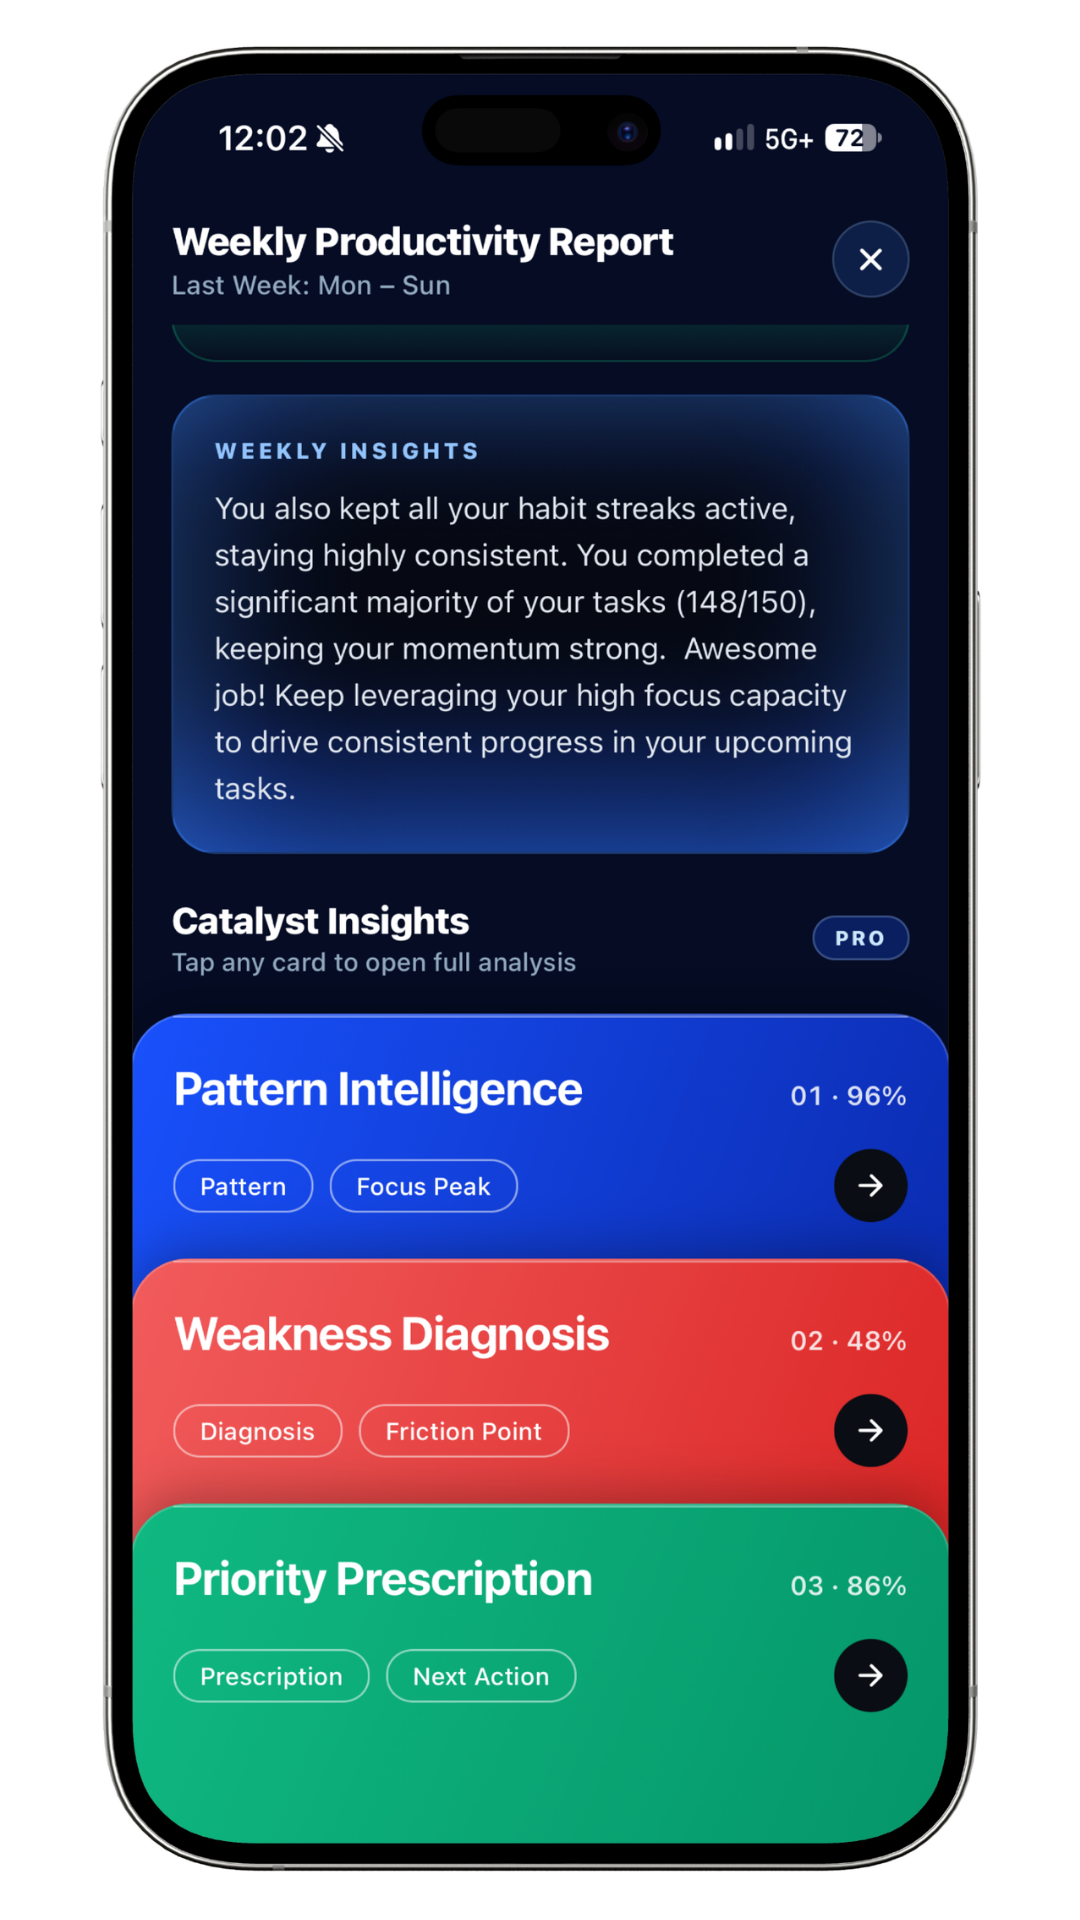 12:02
5G+
72
Weekly Productivity Report
Last Week: Mon – Sun
WEEKLY INSIGHTS
You also kept all your habit streaks active,
staying highly consistent. You completed a
significant majority of your tasks (148/150),
keeping your momentum strong.  Awesome
job! Keep leveraging your high focus capacity
to drive consistent progress in your upcoming
tasks.
Catalyst Insights
PRO
Tap any card to open full analysis
Pattern Intelligence
01 · 96%
Pattern
Focus Peak
Weakness Diagnosis
02 · 48%
Diagnosis
Friction Point
Priority Prescription
03 · 86%
Prescription
Next Action